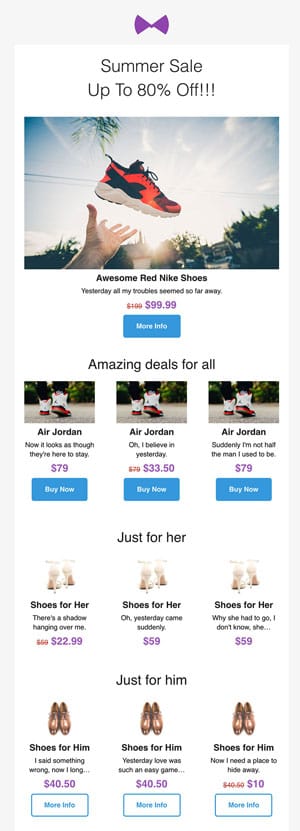 Summer Sale
Up To 80% Off!!!
Awesome Red Nike Shoes
Yesterday all my troubles seemed so far away.
$199 $99.99
More Info
Amazing deals for all
Air Jordan
Now it looks as though
they're here to stay.
$79
Buy Now
Air Jordan
Oh, I believe in
yesterday.
$79 $33.50
Buy Now
Air Jordan
Suddenly I'm not half
the man I used to be.
$79
Buy Now
Just for her
Shoes for Her
There's a shadow
hanging over me.
$59 $22.99
Shoes for Her
Oh, yesterday came
suddenly.
$59
Shoes for Her
Why she had to go, I
don't know, she…
$59
Just for him
Shoes for Him
I said something
wrong, now I long…
$40.50
More Info
Shoes for Him
Yesterday love was
such an easy game…
$40.50
More Info
Shoes for Him
Now I need a place to
hide away.
$40.50 $10
More Info